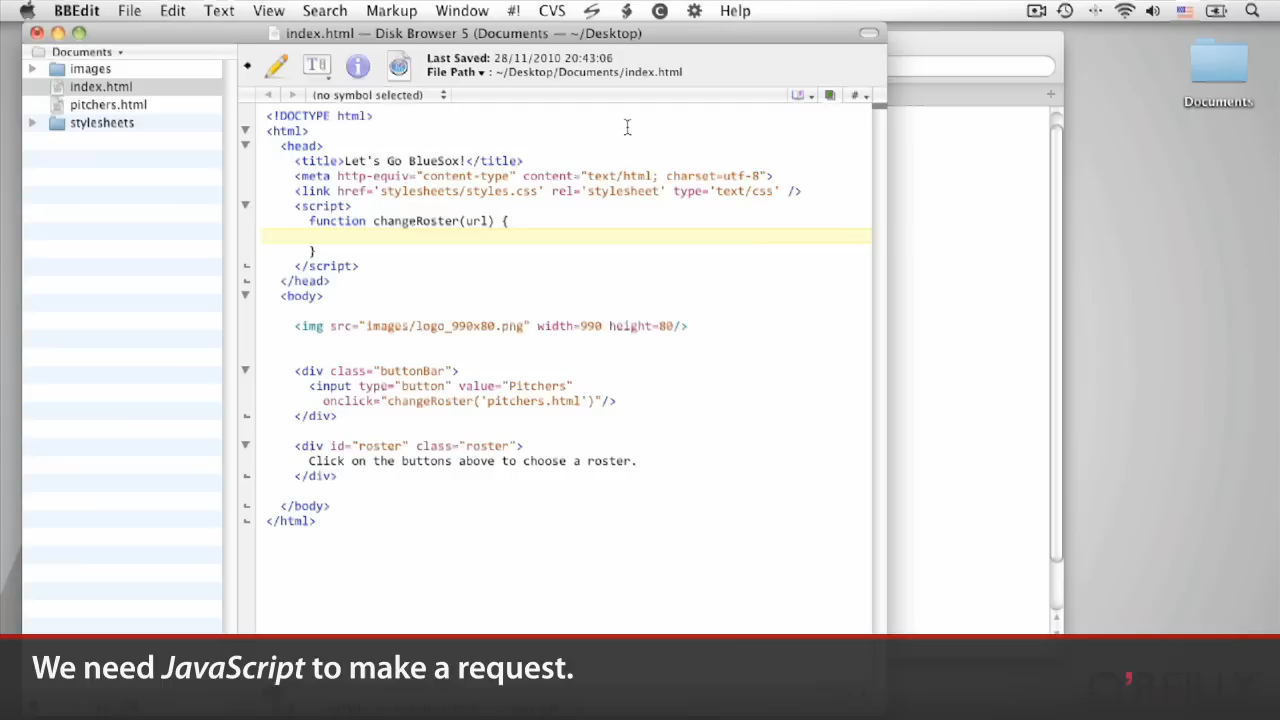 BBEdit File Edit Text View Search Markup Window #! CVS Help
index.html — Disk Browser 5 (Documents — ~/Desktop)
Documents
images
index.html
pitchers.html
stylesheets
Last Saved: 28/11/2010 20:43:06
File Path : ~/Desktop/Documents/index.html
(no symbol selected)
#
<!DOCTYPE html>
<html>
<head>
<title>Let's Go BlueSox!</title>
<meta http-equiv="content-type" content="text/html; charset=utf-8">
<link href='stylesheets/styles.css' rel='stylesheet' type='text/css' />
<script>
function changeRoster(url) {
}
</script>
</head>
<body>
<img src="images/logo_990x80.png" width=990 height=80/>
<div class="buttonBar">
<input type="button" value="Pitchers"
onclick="changeRoster('pitchers.html')"/>
</div>
<div id="roster" class="roster">
Click on the buttons above to choose a roster.
</div>
</body>
</html>
Documents
We need JavaScript to make a request.
O'REILLY